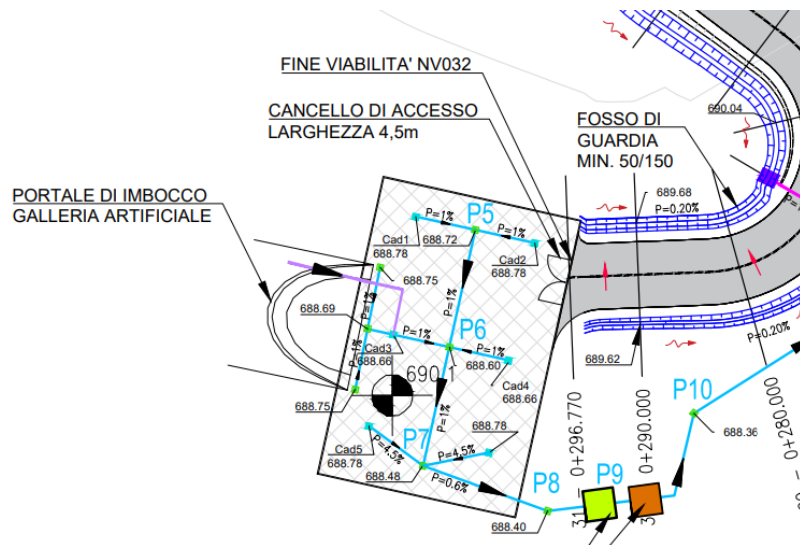 FINE VIABILITA' NV032
CANCELLO DI ACCESSO
LARGHEZZA 4,5m
FOSSO DI
GUARDIA
MIN. 50/150
690.04
PORTALE DI IMBOCCO
GALLERIA ARTIFICIALE
689.68
P=0.20%
P=1%
P5
P=1%
Cad1
688.78
688.72
Cad2
688.78
688.75
P=1%
P=1%
688.69
P6
P=1%
P=1%
Cad3
688.66
688.60
Cad4
688.66
P=1%
690.1
689.62
P=0.20%
688.75
P=1%
688.78
P7
Cad5
688.78
P=4.5%
P=4.5%
688.48
P=0.6%
P8
688.40
P9
P10
688.36
0+296.770
0+290.000
0+280.000